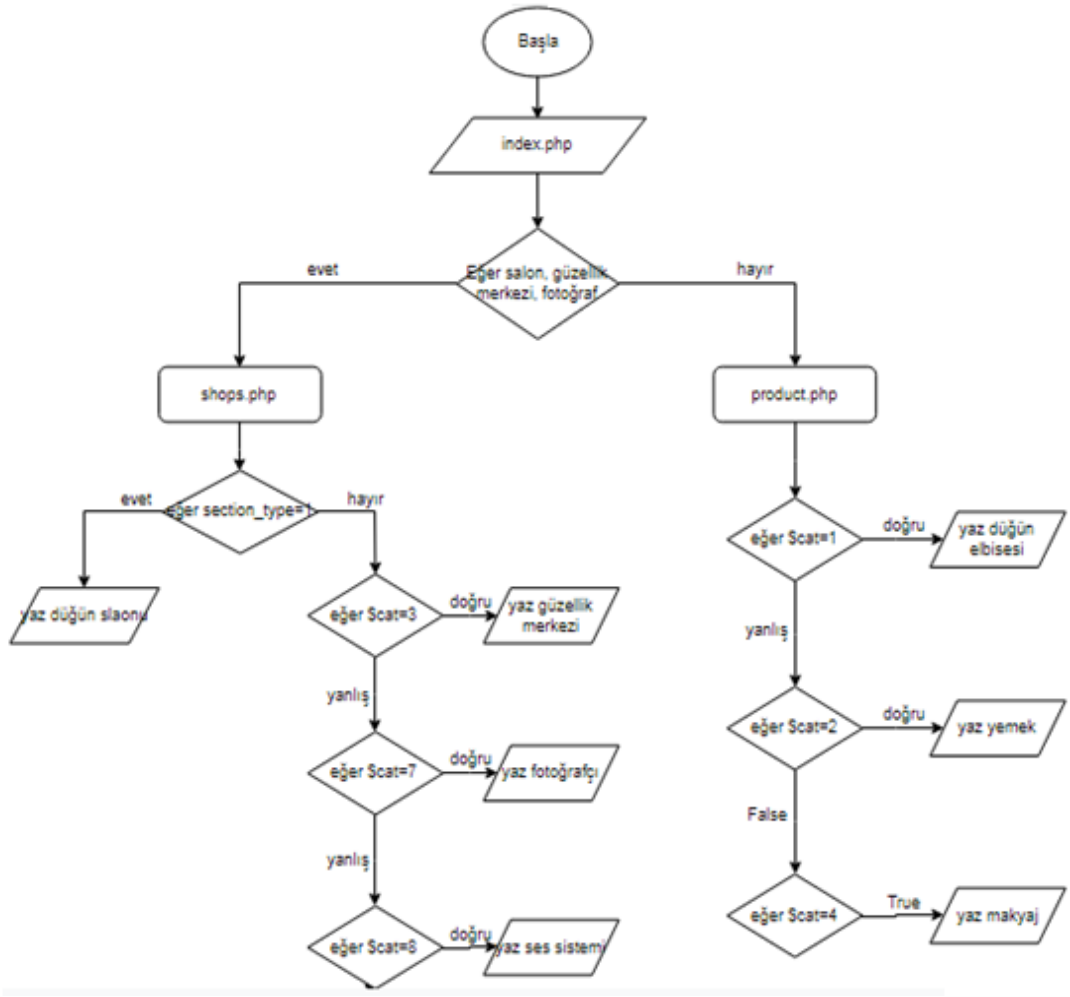 Başla
index.php
evet
Eğer salon, güzellik
merkezi, fotoğraf
hayır
shops.php
product.php
evet
eğer section_type=1
hayır
eğer $cat=1
doğru
yaz düğün
elbisesi
yaz düğün slaonu
eğer $cat=3
doğru
yaz güzellik
merkezi
yanlış
yanlış
eğer $cat=2
doğru
yaz yemek
eğer $cat=7
doğru
yaz fotoğrafçı
False
yanlış
eğer $cat=4
True
yaz makyaj
eğer $cat=8
doğru
yaz ses sistemi